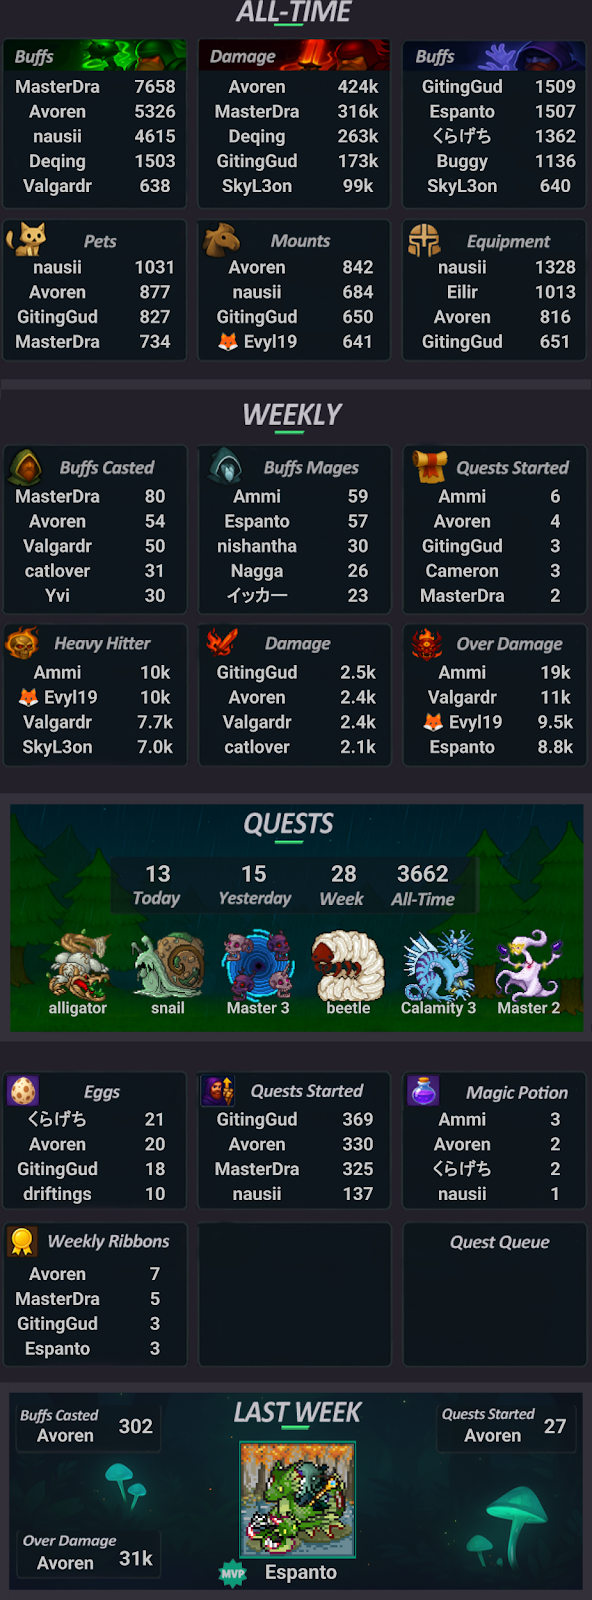 ALL-TIME
Buffs
MasterDra 7658
Avoren 5326
nausii 4615
Deqing 1503
Valgardr 638
Damage
Avoren 424k
MasterDra 316k
Deqing 263k
GitingGud 173k
SkyL3on 99k
Buffs
GitingGud 1509
Espanto 1507
くらげち 1362
Buggy 1136
SkyL3on 640
Pets
nausii 1031
Avoren 877
GitingGud 827
MasterDra 734
Mounts
Avoren 842
nausii 684
GitingGud 650
🦊 Evyl19 641
Equipment
nausii 1328
Eilir 1013
Avoren 816
GitingGud 651
WEEKLY
Buffs Casted
MasterDra 80
Avoren 54
Valgardr 50
catlover 31
Yvi 30
Buffs Mages
Ammi 59
Espanto 57
nishantha 30
Nagga 26
イッカー 23
Quests Started
Ammi 6
Avoren 4
GitingGud 3
Cameron 3
MasterDra 2
Heavy Hitter
Ammi 10k
🦊 Evyl19 10k
Valgardr 7.7k
SkyL3on 7.0k
Damage
GitingGud 2.5k
Avoren 2.4k
Valgardr 2.4k
catlover 2.1k
Over Damage
Ammi 19k
Valgardr 11k
🦊 Evyl19 9.5k
Espanto 8.8k
QUESTS
13 15 28 3662
Today Yesterday Week All-Time
alligator snail Master 3 beetle Calamity 3 Master 2
Eggs
くらげち 21
Avoren 20
GitingGud 18
driftings 10
Quests Started
GitingGud 369
Avoren 330
MasterDra 325
nausii 137
Magic Potion
Ammi 3
Avoren 2
くらげち 2
nausii 1
Weekly Ribbons
Avoren 7
MasterDra 5
GitingGud 3
Espanto 3
Quest Queue
LAST WEEK
Buffs Casted
Avoren 302
Quests Started
Avoren 27
Over Damage
Avoren 31k
MVP Espanto